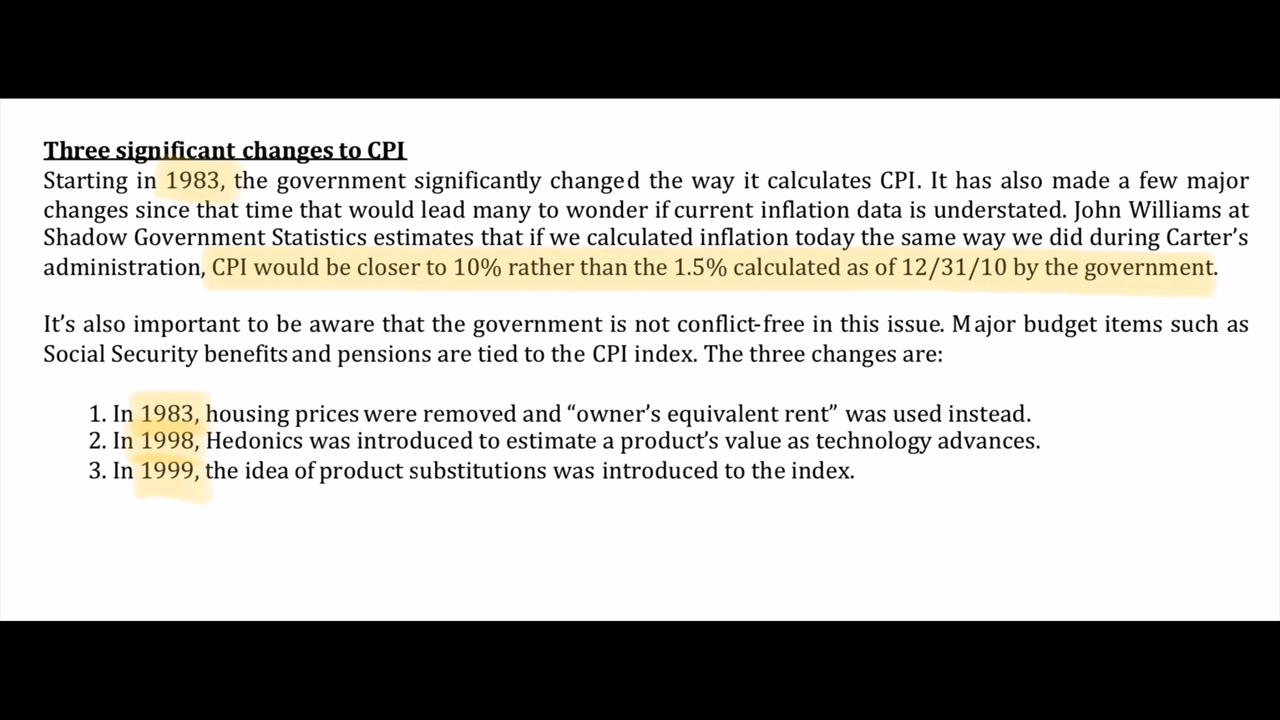 Three significant changes to CPI
Starting in 1983, the government significantly changed the way it calculates CPI. It has also made a few major
changes since that time that would lead many to wonder if current inflation data is understated. John Williams at
Shadow Government Statistics estimates that if we calculated inflation today the same way we did during Carter’s
administration, CPI would be closer to 10% rather than the 1.5% calculated as of 12/31/10 by the government.
It’s also important to be aware that the government is not conflict-free in this issue. Major budget items such as
Social Security benefits and pensions are tied to the CPI index. The three changes are:
1. In 1983, housing prices were removed and “owner’s equivalent rent” was used instead.
2. In 1998, Hedonics was introduced to estimate a product’s value as technology advances.
3. In 1999, the idea of product substitutions was introduced to the index.